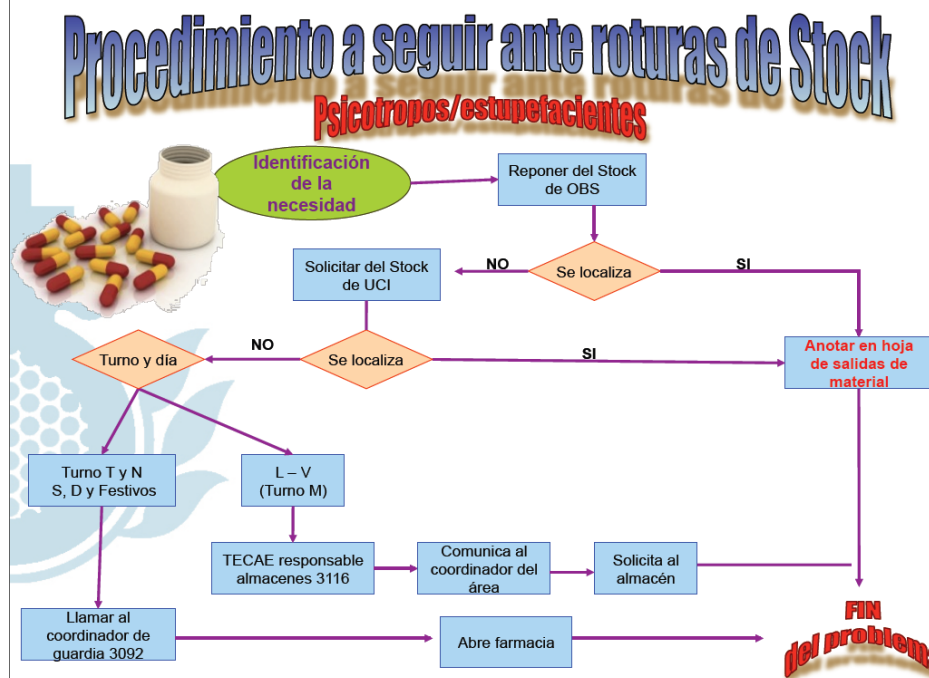 Procedimiento a seguir ante roturas de Stock
Psicotropos/estupefacientes
Identificación
de la
necesidad
Reponer del Stock
de OBS
Se localiza
NO
SI
Solicitar del Stock
de UCI
Se localiza
NO
SI
Anotar en hoja
de salidas de
material
Turno y día
Turno T y N
S, D y Festivos
L – V
(Turno M)
TECAE responsable
almacenes 3116
Comunica al
coordinador del
área
Solicita al
almacén
Llamar al
coordinador de
guardia 3092
Abre farmacia
FIN
del problem